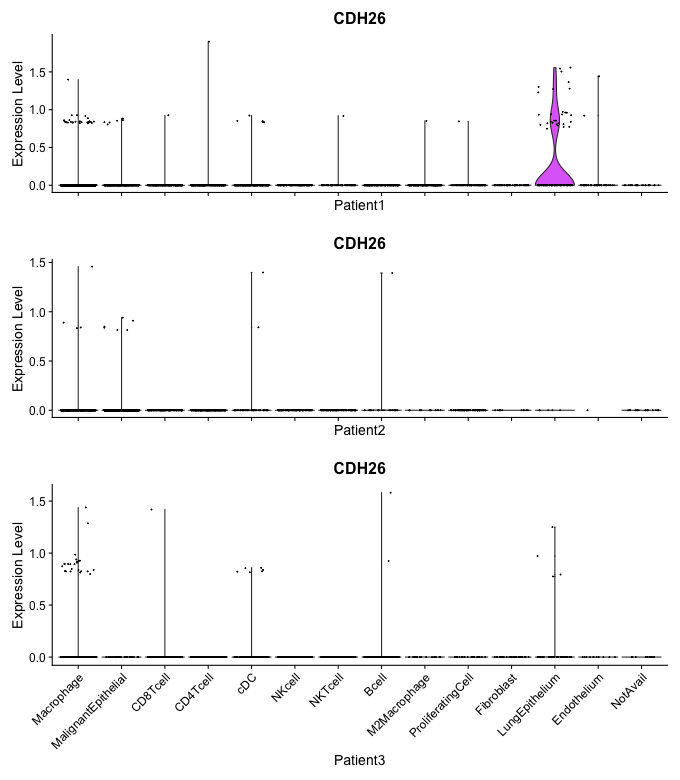 CDH26
Expression Level
1.5
1.0
0.5
0.0
Patient1
CDH26
Expression Level
1.5
1.0
0.5
0.0
Patient2
CDH26
Expression Level
1.5
1.0
0.5
0.0
Macrophage
MalignantEpithelial
CD8Tcell
CD4Tcell
cDC
NKcell
NKTcell
Bcell
M2Macrophage
ProliferatingCell
Fibroblast
LungEpithelium
Endothelium
NotAvail
Patient3